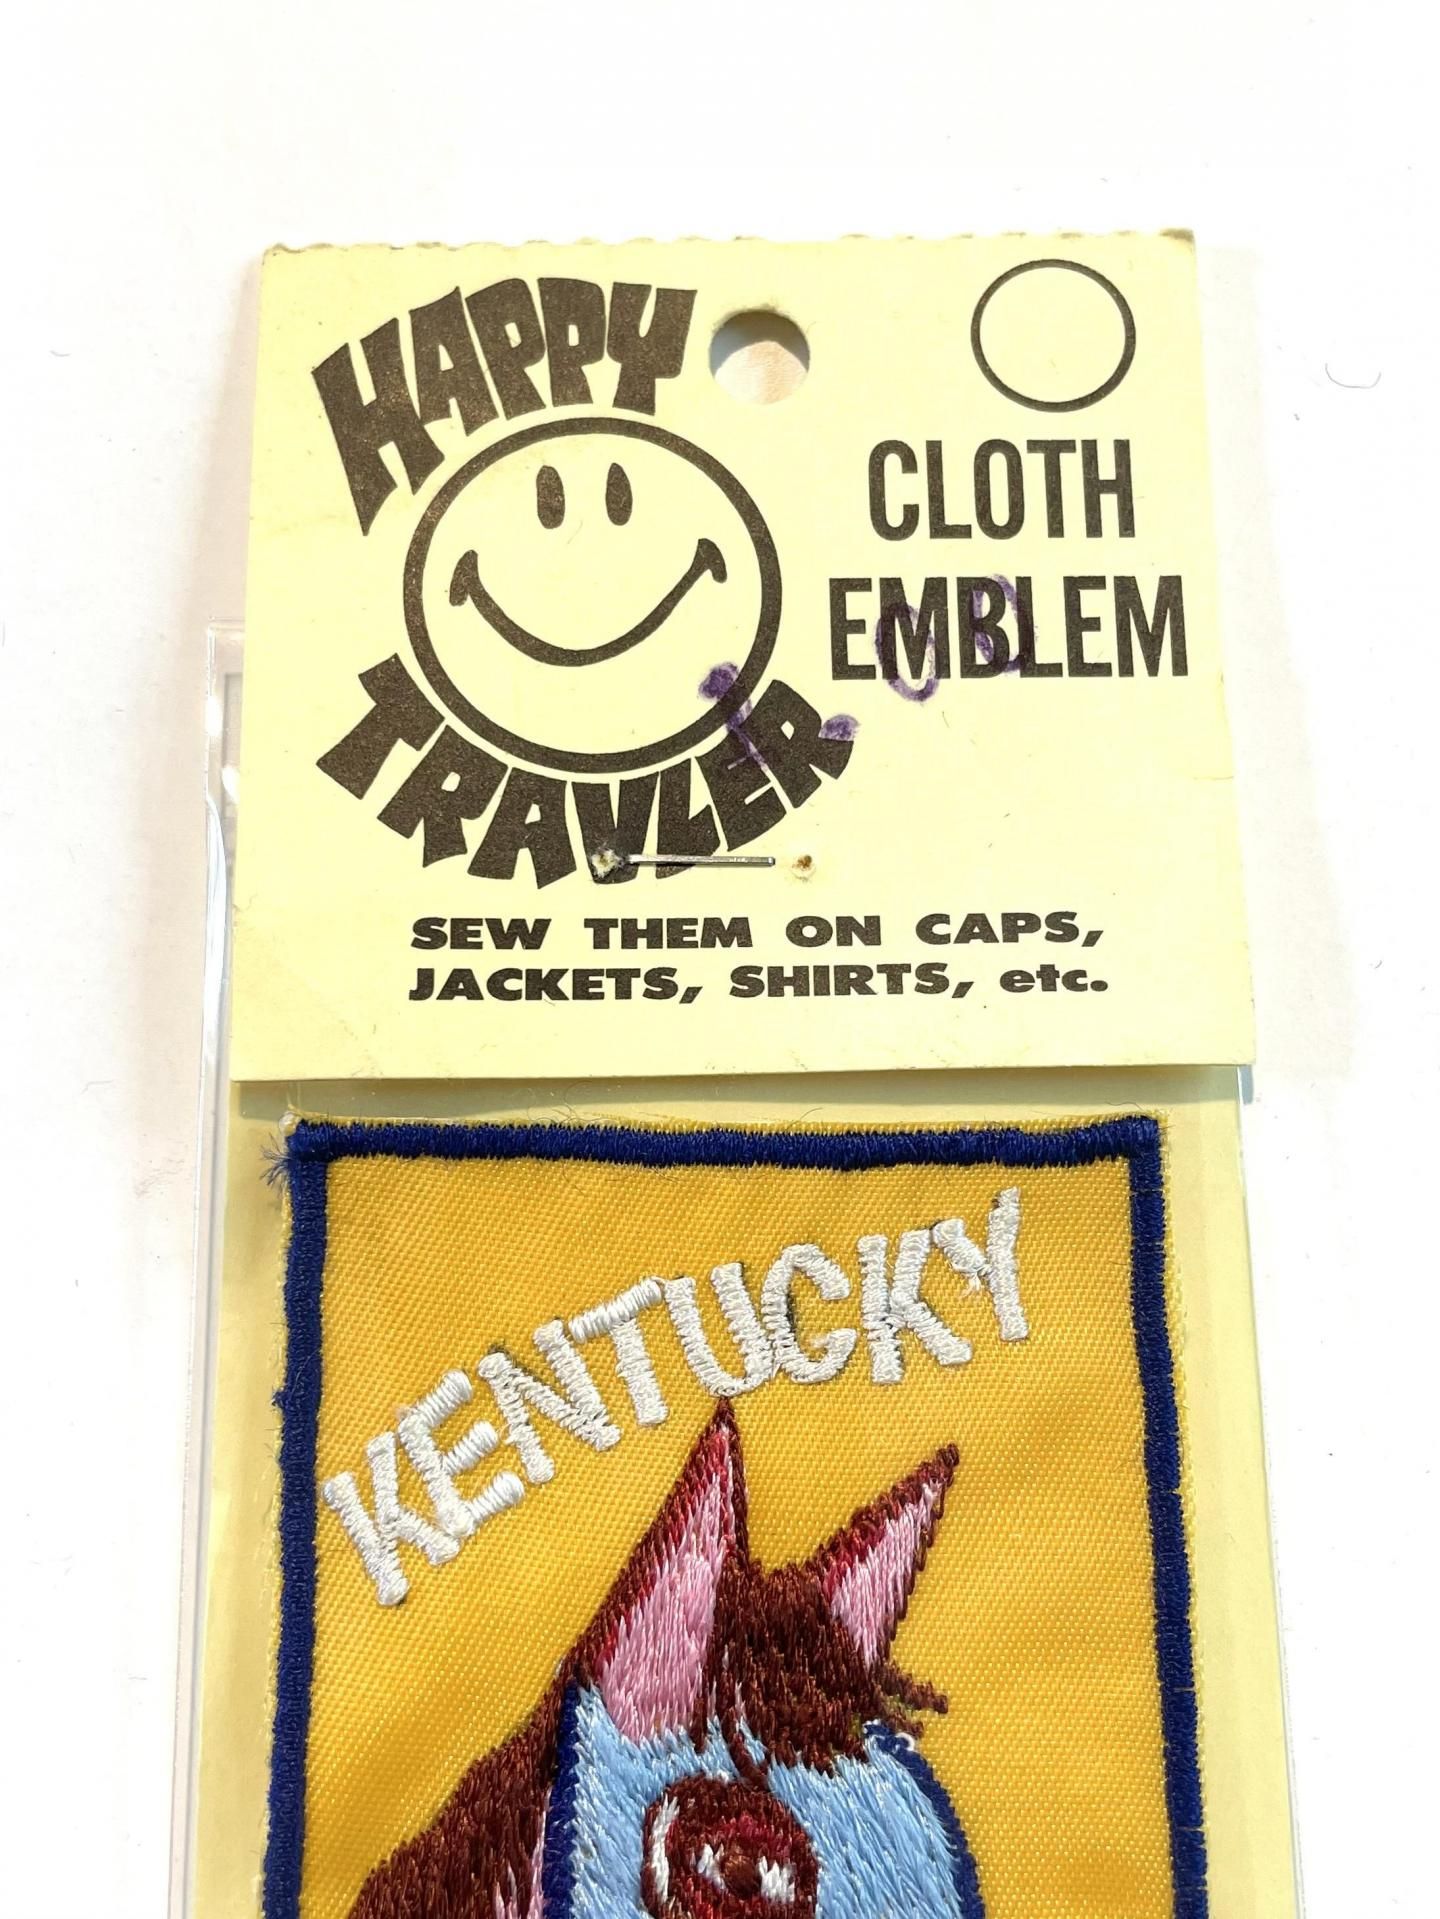 HAPPY
TRAVLER
CLOTH
EMBLEM
SEW THEM ON CAPS,
JACKETS, SHIRTS, etc.
KENTUCKY